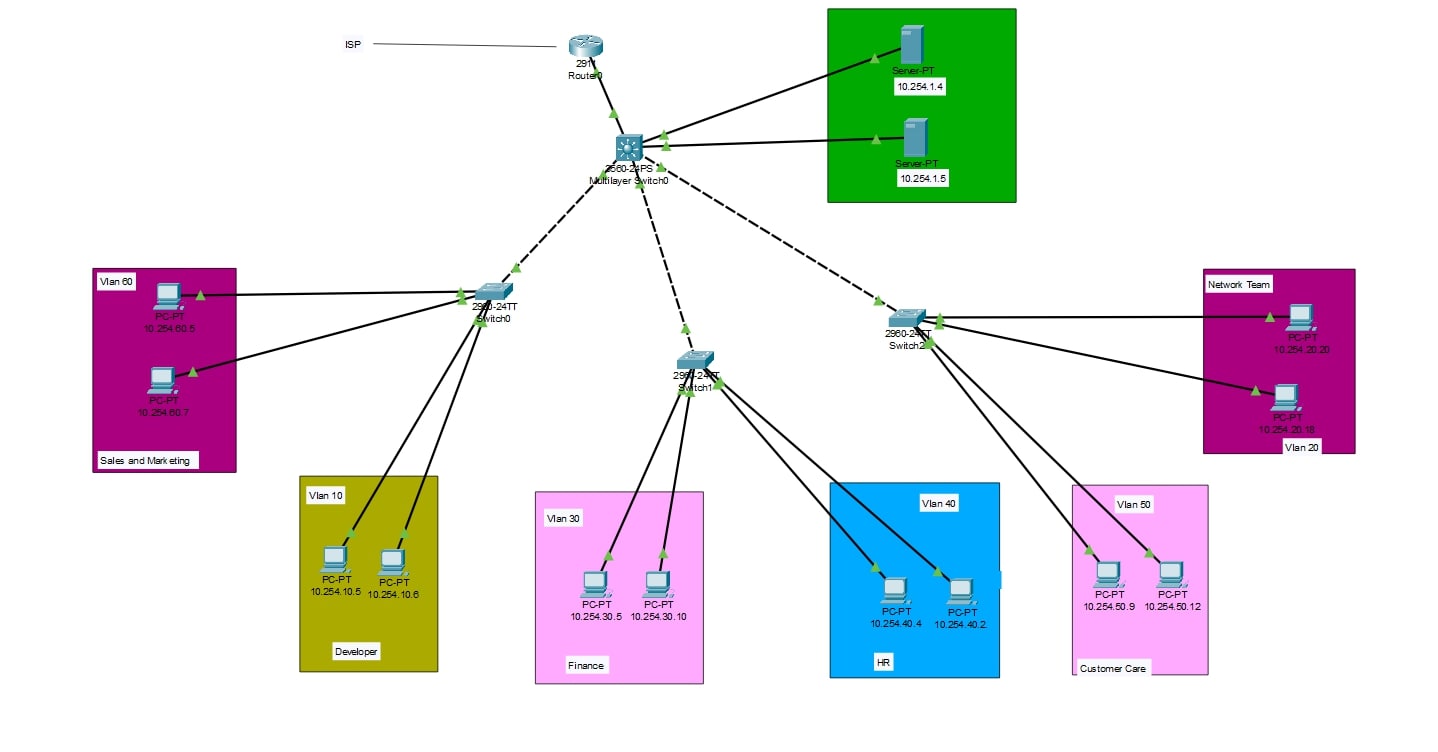 ISP
2911
Router0
Server-PT
10.254.1.4
Server-PT
10.254.1.5
3560-24PS
Multilayer Switch0
Vlan 60
PC-PT
10.254.60.5
PC-PT
10.254.60.7
Sales and Marketing
2960-24TT
Switch0
2960-24TT
Switch1
2960-24TT
Switch2
Network Team
PC-PT
10.254.20.20
PC-PT
10.254.20.18
Vlan 20
Vlan 10
PC-PT
10.254.10.5
PC-PT
10.254.10.6
Developer
Vlan 30
PC-PT
10.254.30.5
PC-PT
10.254.30.10
Finance
Vlan 40
PC-PT
10.254.40.4
PC-PT
10.254.40.2
HR
Vlan 50
PC-PT
10.254.50.9
PC-PT
10.254.50.12
Customer Care